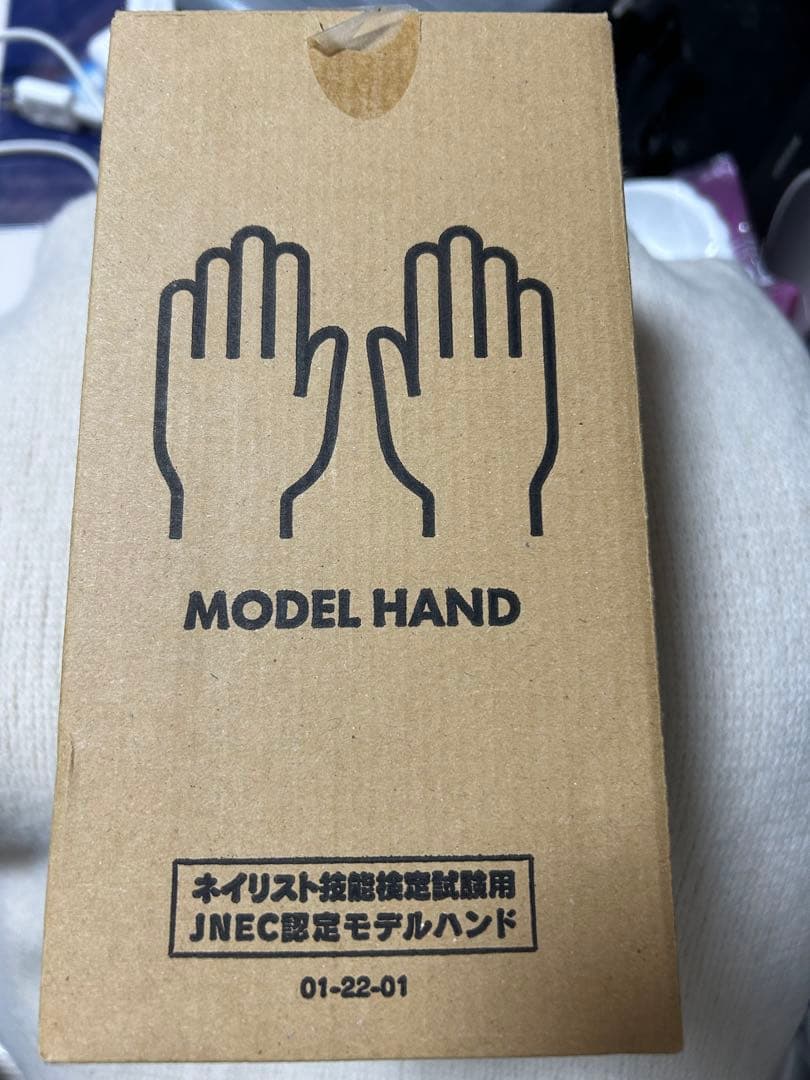 MODEL HAND
ネイリスト技能検定試験用
JNEC認定モデルハンド
01-22-01